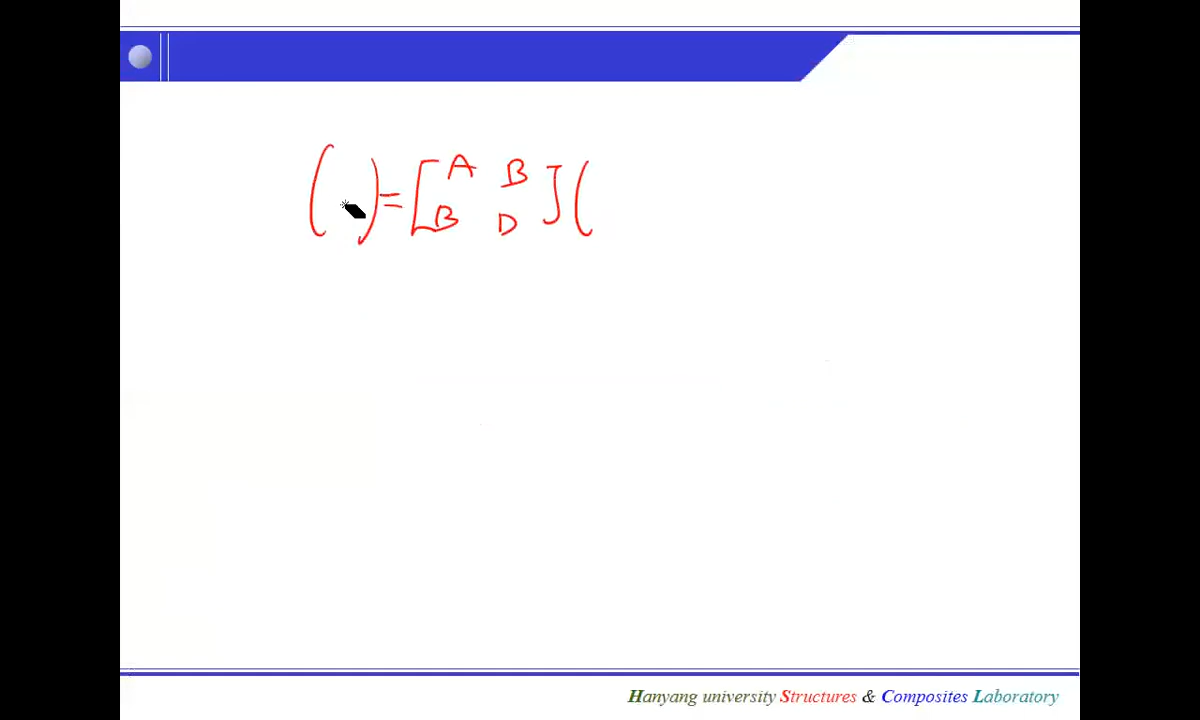 ( ) = [ A B ] (
B D
Hanyang university Structures & Composites Laboratory